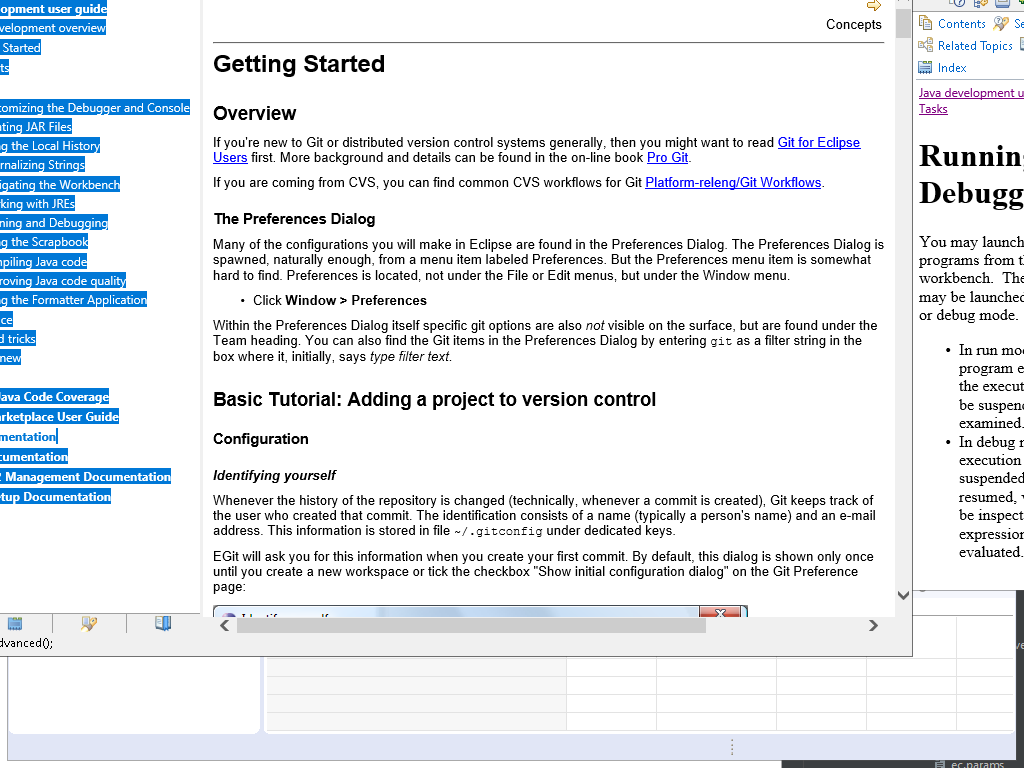 opment user guide
velopment overview
Started
ts
tomizing the Debugger and Console
ating JAR Files
g the Local History
rnalizing Strings
igating the Workbench
king with JREs
ning and Debugging
g the Scrapbook
mpiling Java code
roving Java code quality
g the Formatter Application
ce
d tricks
new
Java Code Coverage
rketplace User Guide
mentation
cumentation
2 Management Documentation
tup Documentation
dvanced();
Concepts
Getting Started
Overview
If you're new to Git or distributed version control systems generally, then you might want to read Git for Eclipse
Users first. More background and details can be found in the on-line book Pro Git.
If you are coming from CVS, you can find common CVS workflows for Git Platform-releng/Git Workflows.
The Preferences Dialog
Many of the configurations you will make in Eclipse are found in the Preferences Dialog. The Preferences Dialog is
spawned, naturally enough, from a menu item labeled Preferences. But the Preferences menu item is somewhat
hard to find. Preferences is located, not under the File or Edit menus, but under the Window menu.
• Click Window > Preferences
Within the Preferences Dialog itself specific git options are also not visible on the surface, but are found under the
Team heading. You can also find the Git items in the Preferences Dialog by entering git as a filter string in the
box where it, initially, says type filter text.
Basic Tutorial: Adding a project to version control
Configuration
Identifying yourself
Whenever the history of the repository is changed (technically, whenever a commit is created), Git keeps track of
the user who created that commit. The identification consists of a name (typically a person's name) and an e-mail
address. This information is stored in file ~/.gitconfig under dedicated keys.
EGit will ask you for this information when you create your first commit. By default, this dialog is shown only once
until you create a new workspace or tick the checkbox "Show initial configuration dialog" on the Git Preference
page:
Contents Se
Related Topics
Index
Java development u
Tasks
Runnin
Debugg
You may launch
programs from th
workbench. The
may be launched
or debug mode.
• In run mod
program e
the execut
be suspen
examined.
• In debug m
execution
suspended
resumed, v
be inspect
expression
evaluated.
ec.params